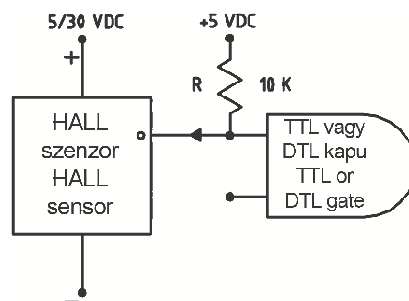 5/30 VDC
+5 VDC
+
R
10 K
HALL
szenzor
HALL
sensor
TTL vagy
DTL kapu
TTL or
DTL gate
−